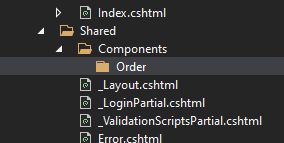 Index.cshtml
Shared
Components
Order
_Layout.cshtml
_LoginPartial.cshtml
_ValidationScriptsPartial.cshtml
Error.cshtml